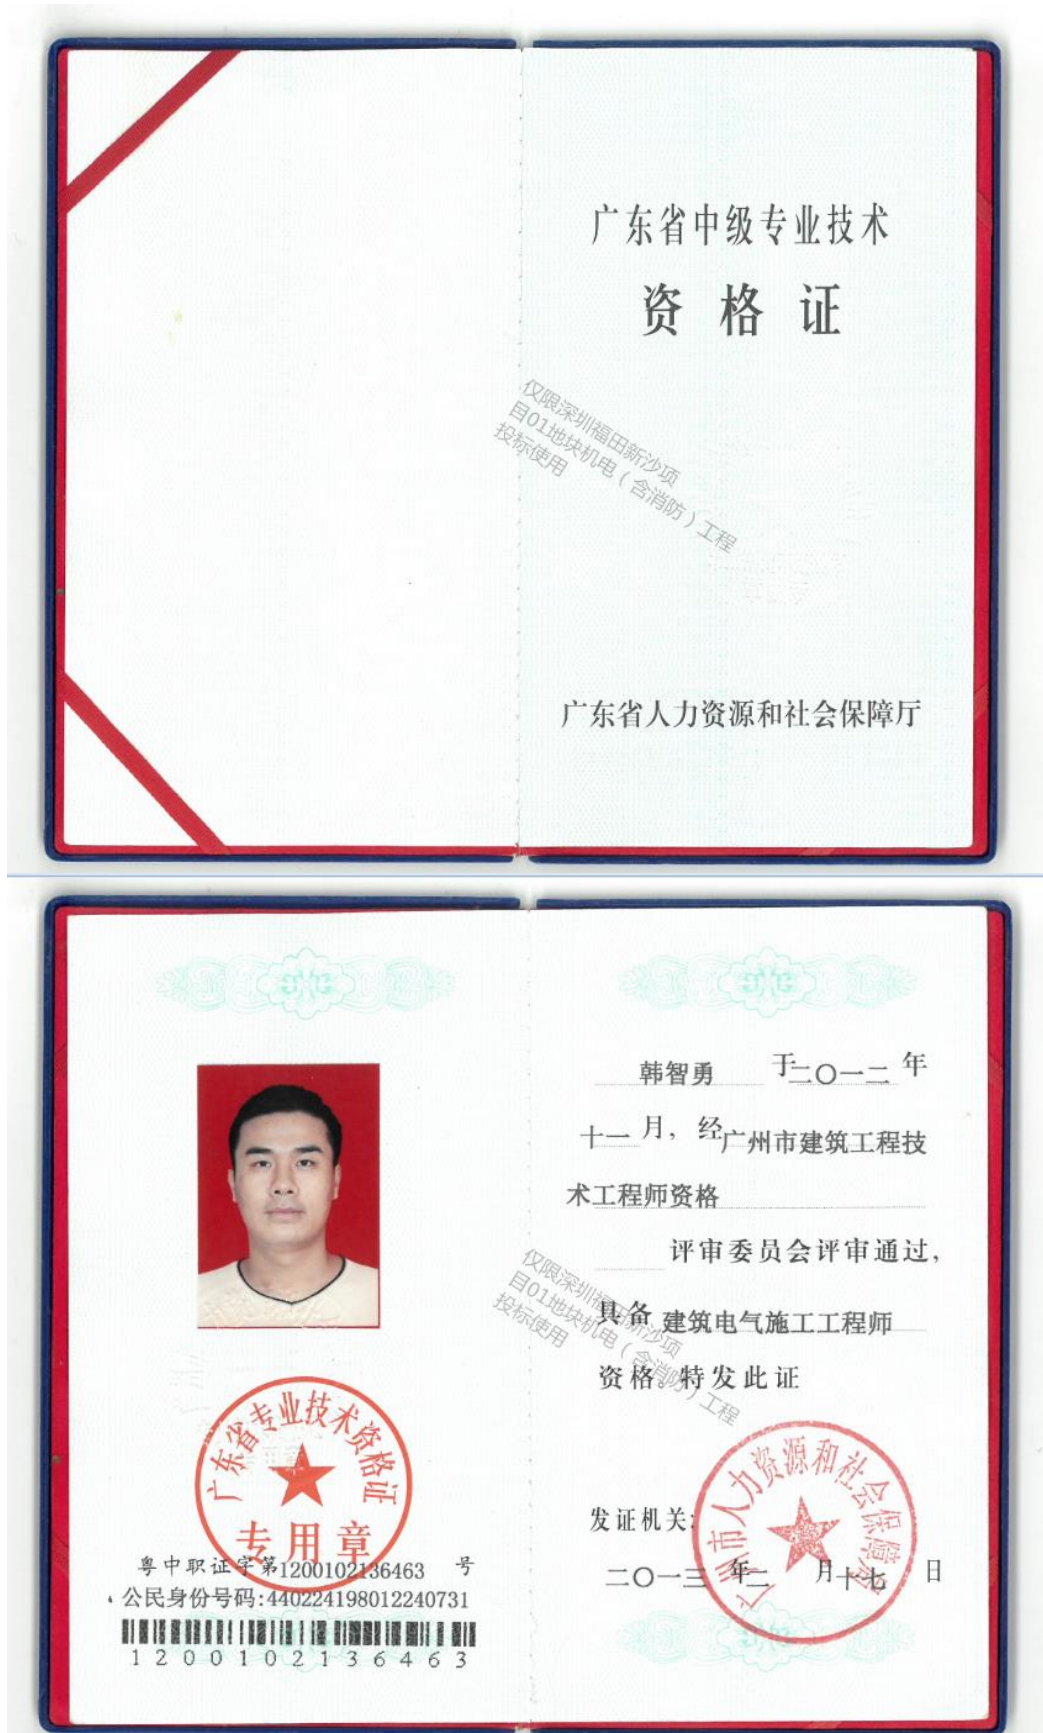 广东省中级专业技术
资格证
仅限深圳福田新沙项
目01地块机电（含消防）工程
投标使用
广东省人力资源和社会保障厅
韩智勇 于二〇一二年
十一月，经广州市建筑工程技
术工程师资格
评审委员会评审通过，
具备建筑电气施工工程师
资格。特发此证
仅限深圳福田新沙项
目01地块机电（含消防）工程
投标使用
广东省专业技术资格证
专用章
粤中职证字第1200102136463 号
公民身份号码:440224198012240731
1200102136463
广州市人力资源和社会保障局
发证机关:
二〇一三年二月十七日